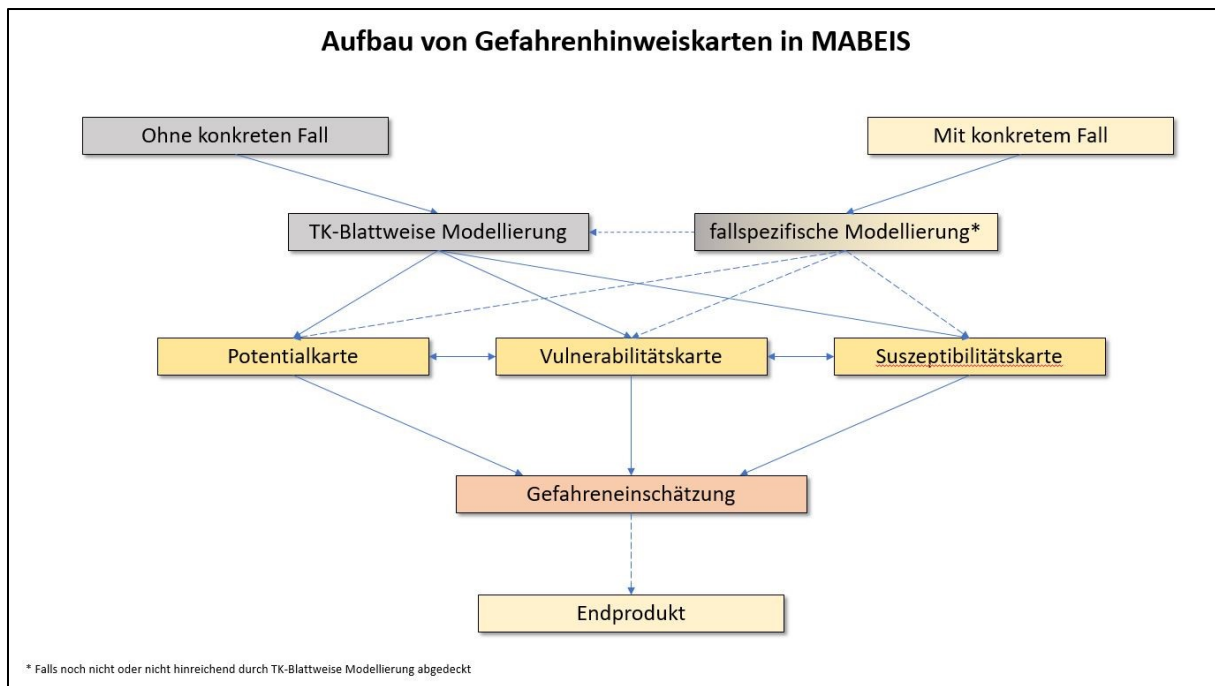 Aufbau von Gefahrenhinweiskarten in MABEIS
Ohne konkreten Fall
Mit konkretem Fall
TK-Blattweise Modellierung
fallspezifische Modellierung*
Potentialkarte
Vulnerabilitätskarte
Suszeptibilitätskarte
Gefahreneinschätzung
Endprodukt
* Falls noch nicht oder nicht hinreichend durch TK-Blattweise Modellierung abgedeckt